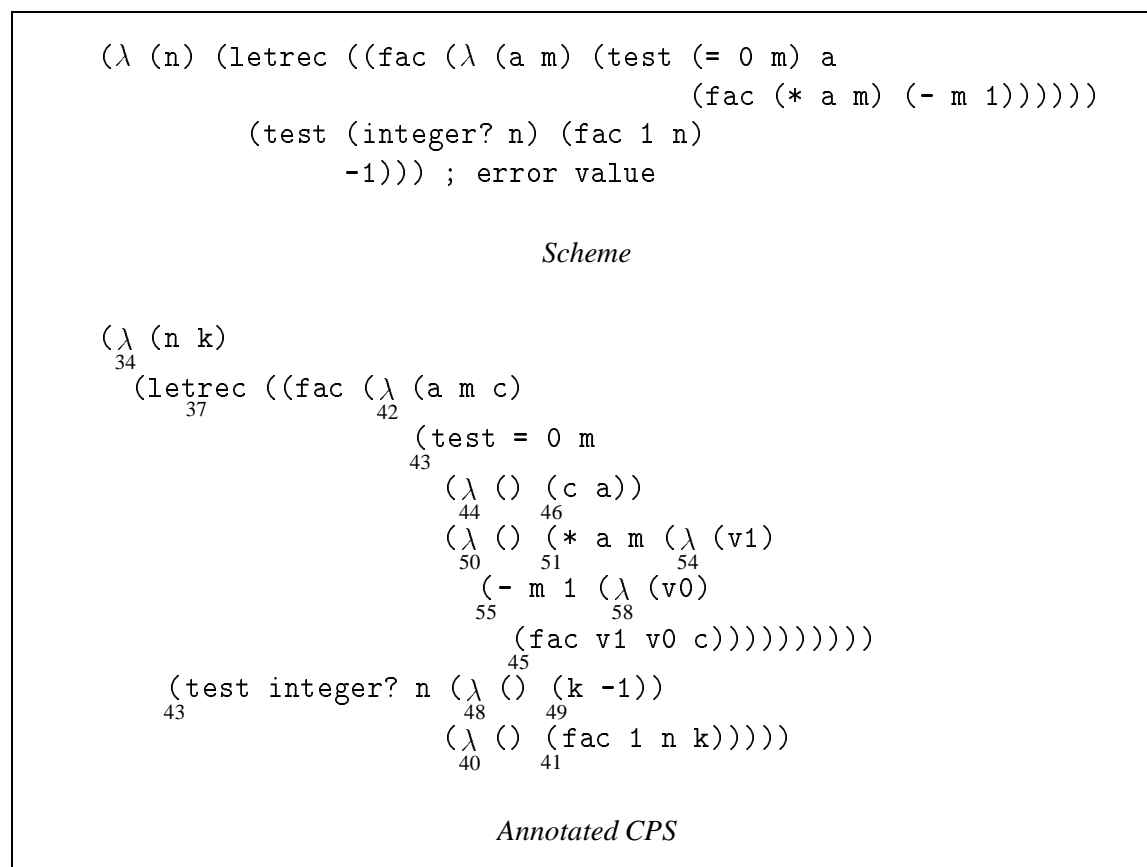 (λ (n) (letrec ((fac (λ (a m) (test (= 0 m) a
(fac (* a m) (- m 1))))))
(test (integer? n) (fac 1 n)
-1))) ; error value
Scheme
(λ (n k)
34
(letrec ((fac (λ (a m c)
37 42
(test = 0 m
43
(λ () (c a))
44 46
(λ () (* a m (λ (v1)
50 51 54
(- m 1 (λ (v0)
55 58
(fac v1 v0 c))))))))))
45
(test integer? n (λ () (k -1))
43 48 49
(λ () (fac 1 n k)))))
40 41
Annotated CPS